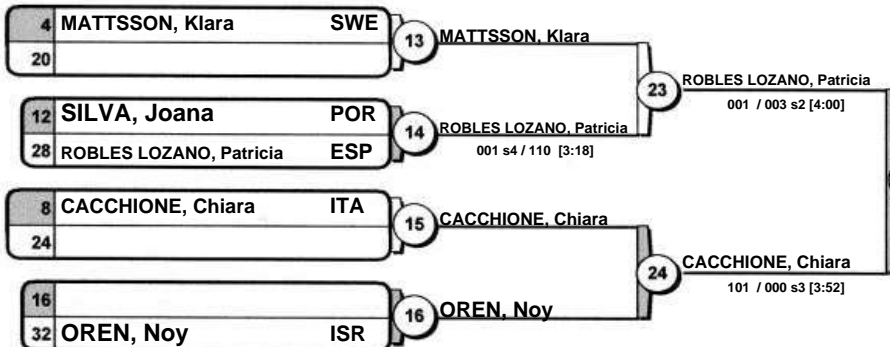 4 MATTSSON, Klara SWE
20
13 MATTSSON, Klara
12 SILVA, Joana POR
28 ROBLES LOZANO, Patricia ESP
14 ROBLES LOZANO, Patricia
001 s4 / 110 [3:18]
23 ROBLES LOZANO, Patricia
001 / 003 s2 [4:00]
8 CACCHIONE, Chiara ITA
24
15 CACCHIONE, Chiara
16
32 OREN, Noy ISR
16 OREN, Noy
24 CACCHIONE, Chiara
101 / 000 s3 [3:52]